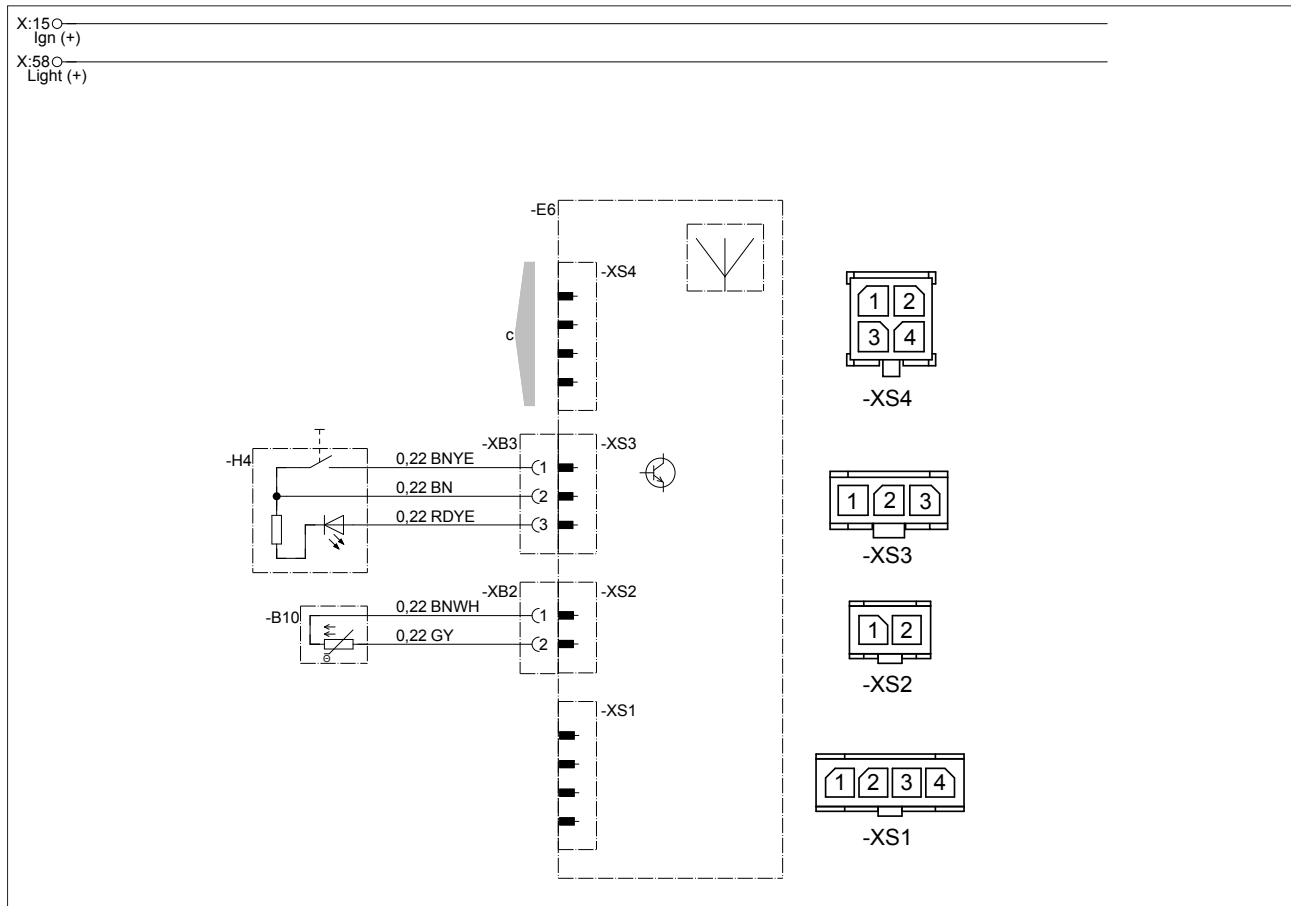 X:15
Ign (+)
X:58
Light (+)
-E6
-XS4
c
1 2
3 4
-XS4
-XB3
-XS3
-H4
0,22 BNYE
1
0,22 BN
2
0,22 RDYE
3
1 2 3
-XS3
-XB2
-XS2
-B10
0,22 BNWH
1
0,22 GY
2
Θ
1 2
-XS2
-XS1
1 2 3 4
-XS1